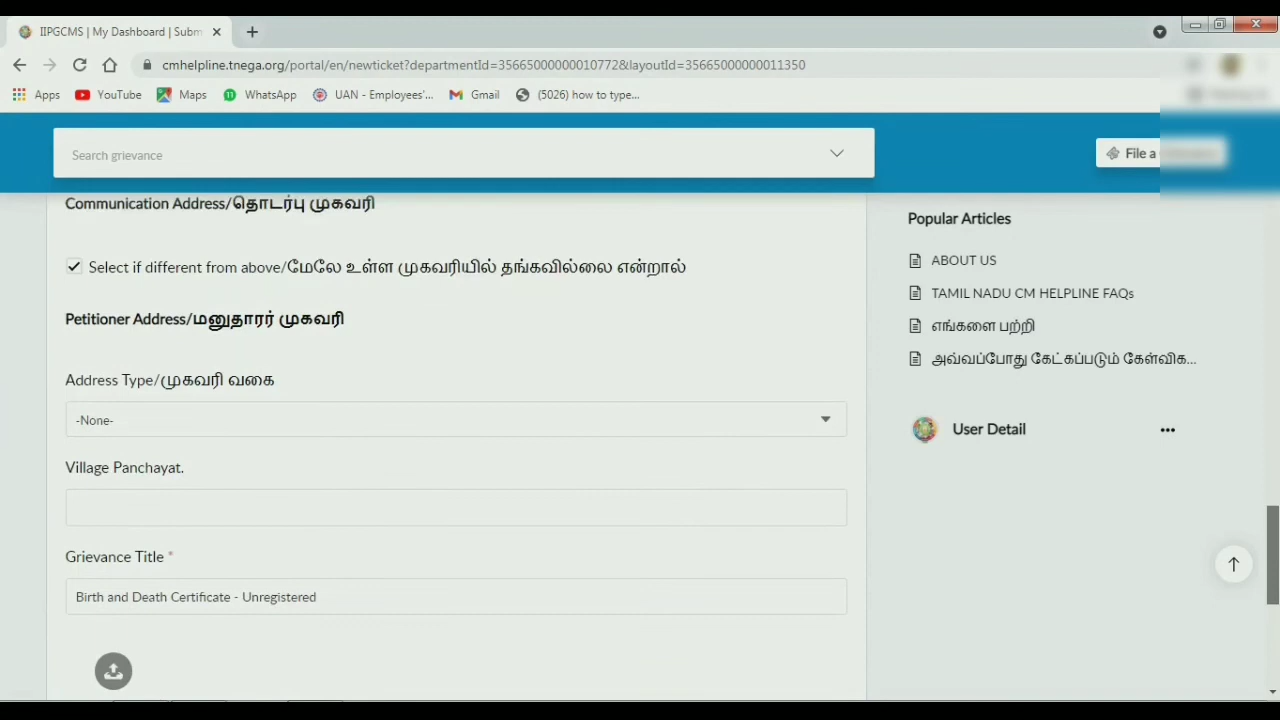 IIPGCMS | My Dashboard | Subm
cmhelpline.tnega.org/portal/en/newticket?departmentId=35665000000010772&layoutId=35665000000011350
Apps YouTube Maps WhatsApp UAN - Employees'... Gmail (5026) how to type...
Search grievance
File a
Communication Address/தொடர்பு முகவரி
Select if different from above/மேலே உள்ள முகவரியில் தங்கவில்லை என்றால்
Petitioner Address/மனுதாரர் முகவரி
Address Type/முகவரி வகை
-None-
Village Panchayat.
Grievance Title *
Birth and Death Certificate - Unregistered
Popular Articles
ABOUT US
TAMIL NADU CM HELPLINE FAQs
எங்களை பற்றி
அவ்வப்போது கேட்கப்படும் கேள்விக...
User Detail